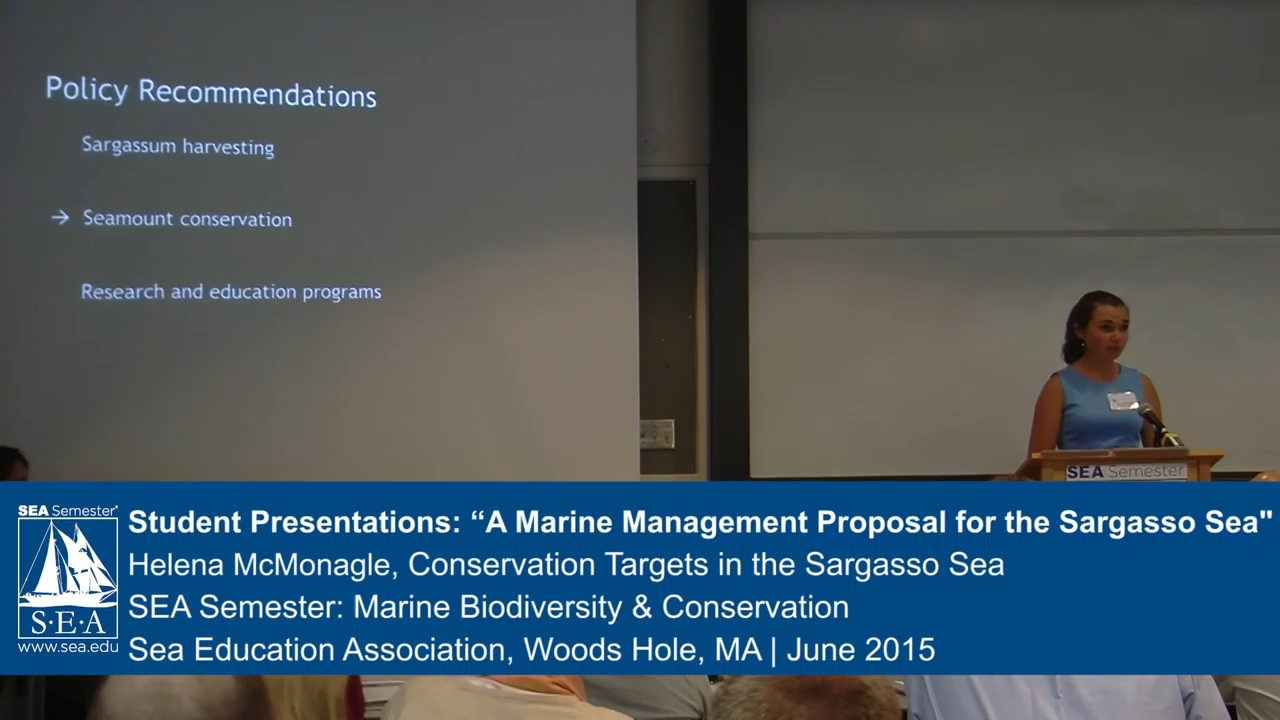 Policy Recommendations
Sargassum harvesting
→ Seamount conservation
Research and education programs
SEA Semester
SEA Semester®
S·E·A
www.sea.edu
Student Presentations: “A Marine Management Proposal for the Sargasso Sea"
Helena McMonagle, Conservation Targets in the Sargasso Sea
SEA Semester: Marine Biodiversity & Conservation
Sea Education Association, Woods Hole, MA | June 2015